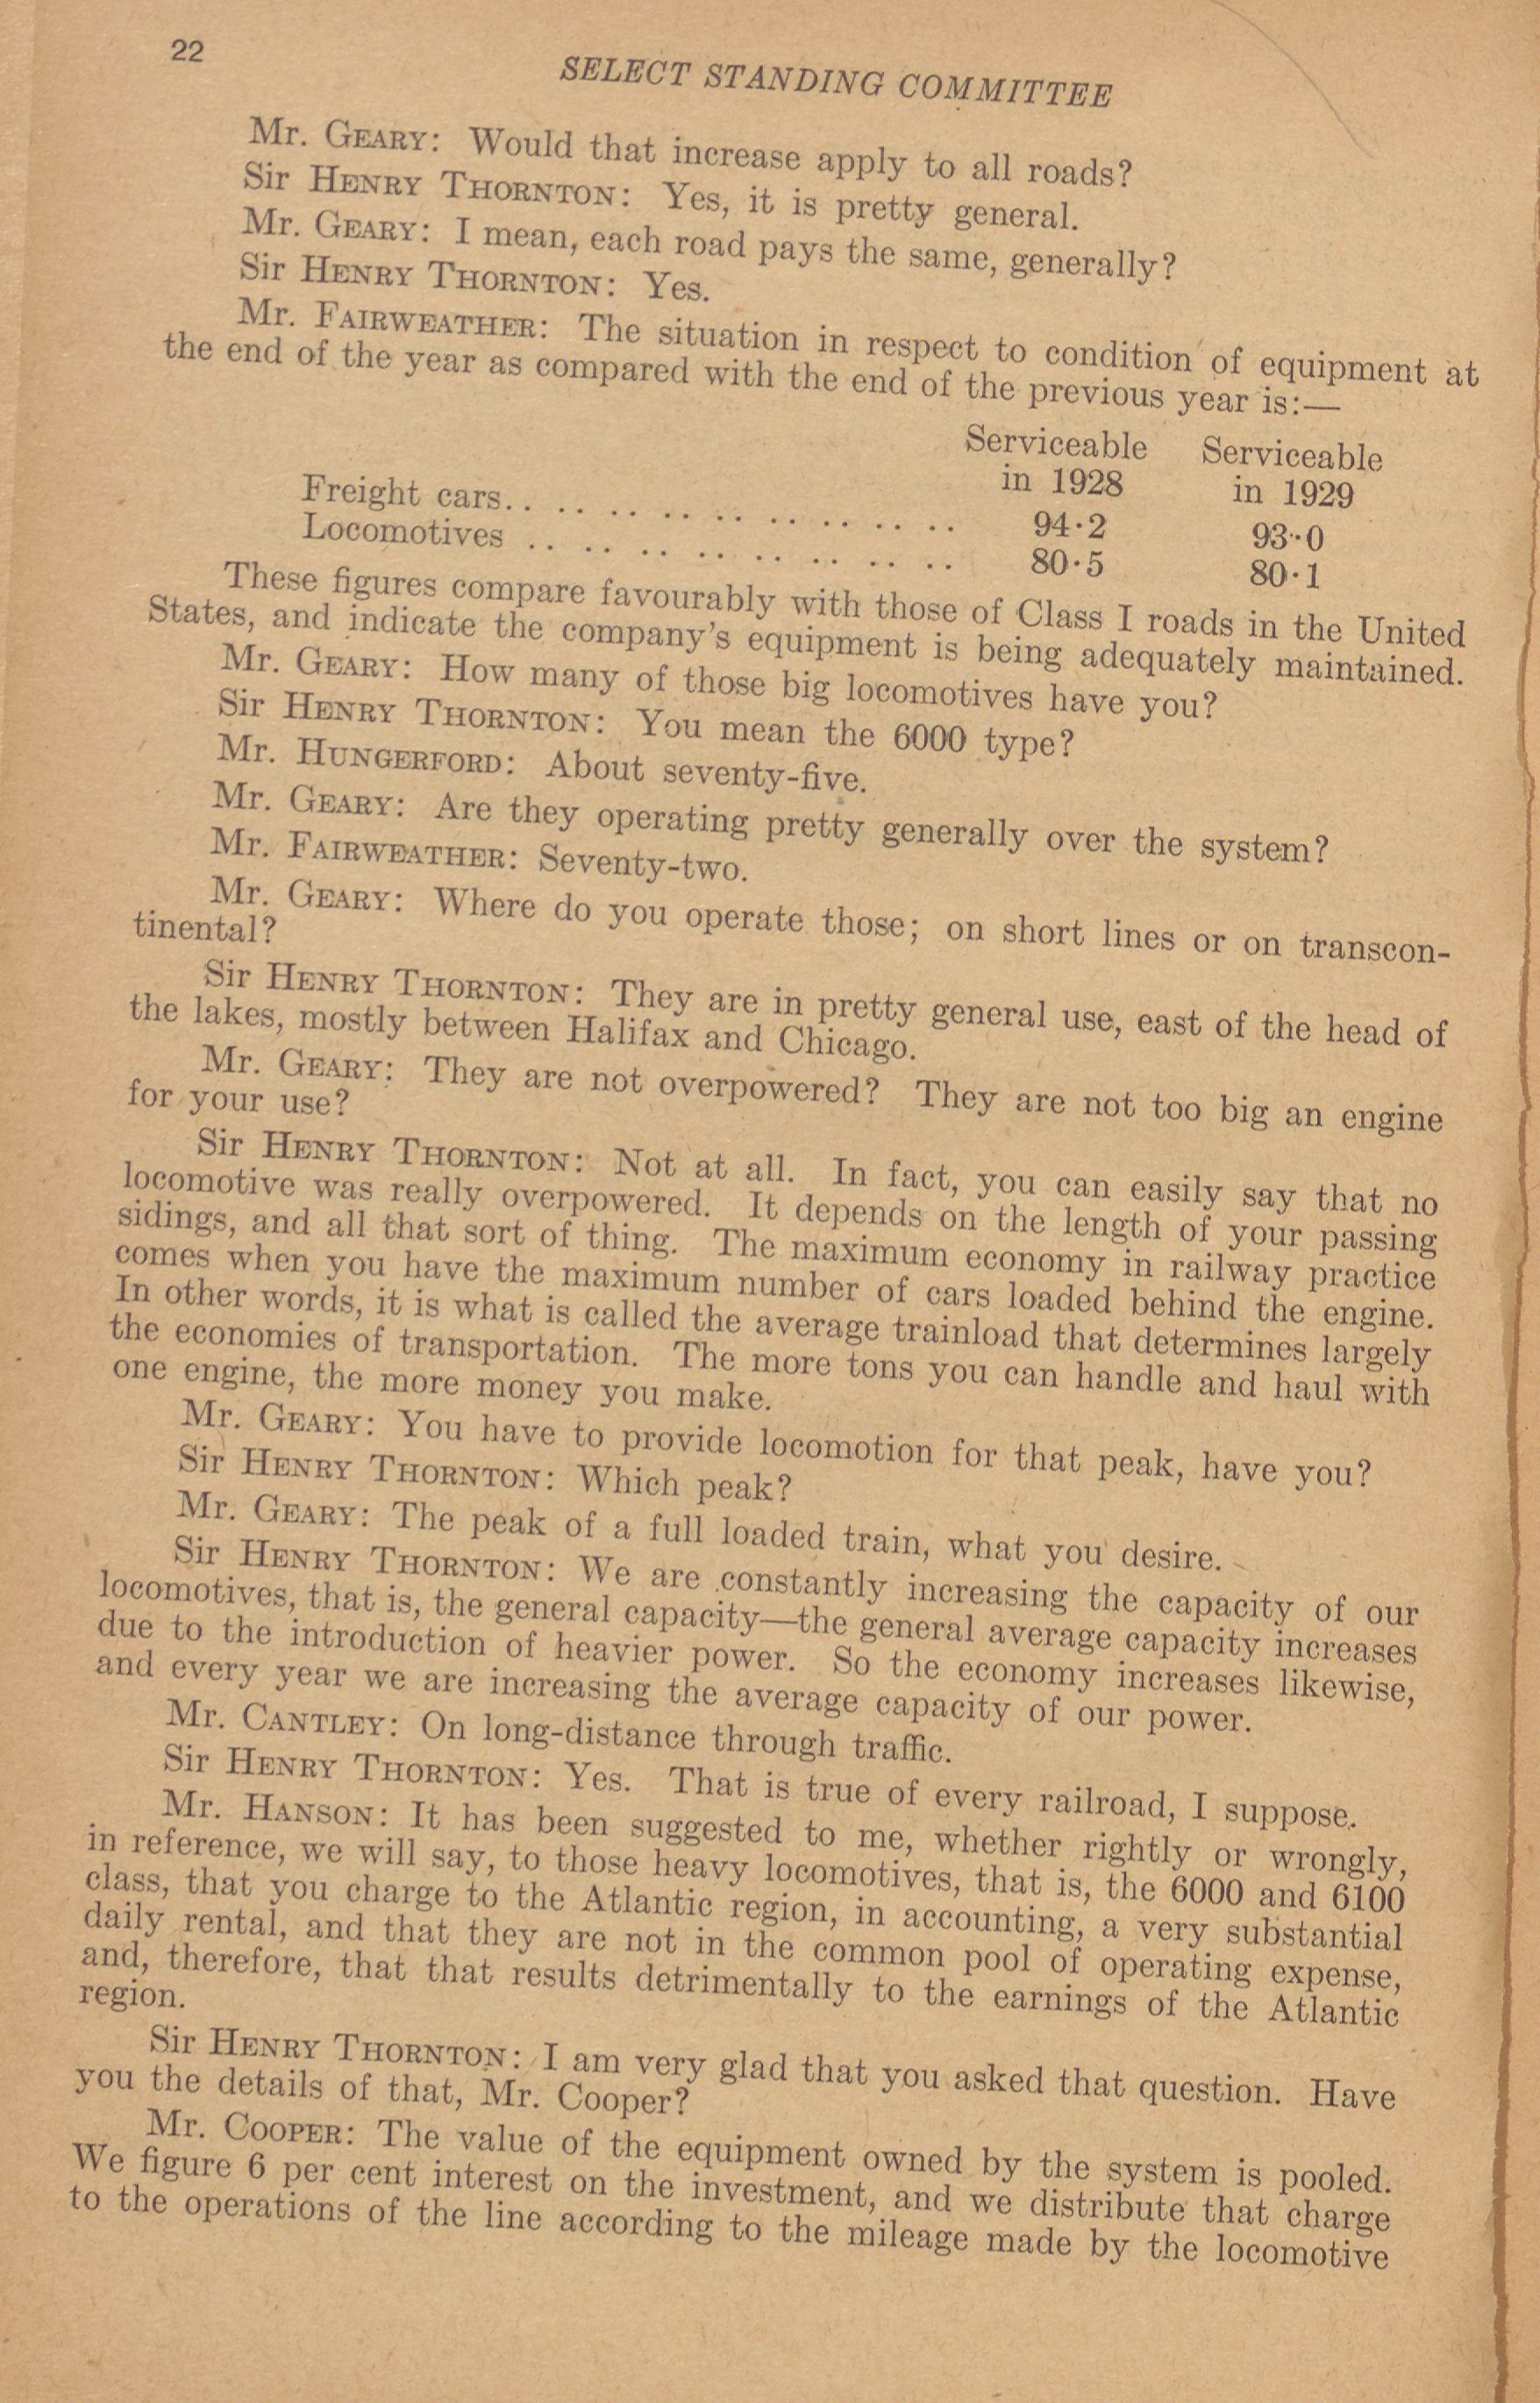 22
SELECT STANDING COMMITTEE
Mr. GEARY: Would that increase apply to all roads?
Sir HENRY THORNTON: Yes, it is pretty general.
Mr. GEARY: I mean, each road pays the same, generally?
Sir HENRY THORNTON: Yes.
Mr. FAIRWEATHER: The situation in respect to condition of equipment at
the end of the year as compared with the end of the previous year is:—
Serviceable Serviceable
in 1928 in 1929
Freight cars.. .. .. .. .. .. .. .. .. 94·2 93·0
Locomotives .. .. .. .. .. .. .. .. 80·5 80·1
These figures compare favourably with those of Class I roads in the United
States, and indicate the company's equipment is being adequately maintained.
Mr. GEARY: How many of those big locomotives have you?
Sir HENRY THORNTON: You mean the 6000 type?
Mr. HUNGERFORD: About seventy-five.
Mr. GEARY: Are they operating pretty generally over the system?
Mr. FAIRWEATHER: Seventy-two.
Mr. GEARY: Where do you operate those; on short lines or on transcon-
tinental?
Sir HENRY THORNTON: They are in pretty general use, east of the head of
the lakes, mostly between Halifax and Chicago.
Mr. GEARY: They are not overpowered? They are not too big an engine
for your use?
Sir HENRY THORNTON: Not at all. In fact, you can easily say that no
locomotive was really overpowered. It depends on the length of your passing
sidings, and all that sort of thing. The maximum economy in railway practice
comes when you have the maximum number of cars loaded behind the engine.
In other words, it is what is called the average trainload that determines largely
the economies of transportation. The more tons you can handle and haul with
one engine, the more money you make.
Mr. GEARY: You have to provide locomotion for that peak, have you?
Sir HENRY THORNTON: Which peak?
Mr. GEARY: The peak of a full loaded train, what you desire.
Sir HENRY THORNTON: We are constantly increasing the capacity of our
locomotives, that is, the general capacity—the general average capacity increases
due to the introduction of heavier power. So the economy increases likewise,
and every year we are increasing the average capacity of our power.
Mr. CANTLEY: On long-distance through traffic.
Sir HENRY THORNTON: Yes. That is true of every railroad, I suppose.
Mr. HANSON: It has been suggested to me, whether rightly or wrongly,
in reference, we will say, to those heavy locomotives, that is, the 6000 and 6100
class, that you charge to the Atlantic region, in accounting, a very substantial
daily rental, and that they are not in the common pool of operating expense,
and, therefore, that that results detrimentally to the earnings of the Atlantic
region.
Sir HENRY THORNTON: I am very glad that you asked that question. Have
you the details of that, Mr. Cooper?
Mr. COOPER: The value of the equipment owned by the system is pooled.
We figure 6 per cent interest on the investment, and we distribute that charge
to the operations of the line according to the mileage made by the locomotive